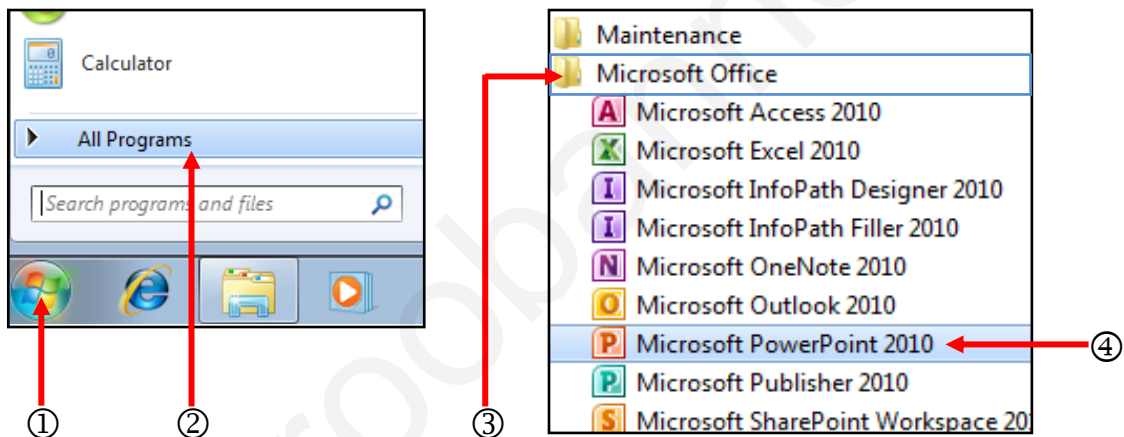 Calculator
All Programs
Search programs and files
①
②
Maintenance
Microsoft Office
Microsoft Access 2010
Microsoft Excel 2010
Microsoft InfoPath Designer 2010
Microsoft InfoPath Filler 2010
Microsoft OneNote 2010
Microsoft Outlook 2010
Microsoft PowerPoint 2010
④
Microsoft Publisher 2010
Microsoft SharePoint Workspace 20
③